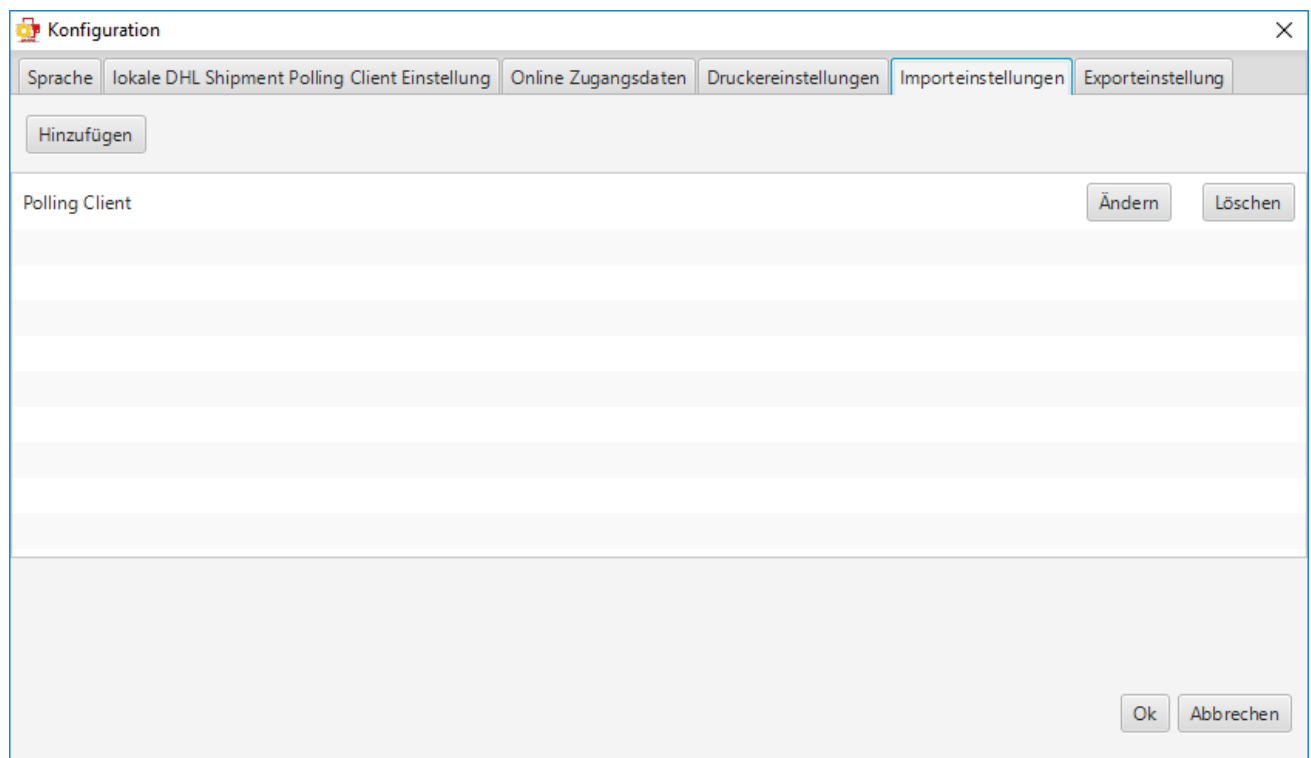 Konfiguration
Sprache lokale DHL Shipment Polling Client Einstellung Online Zugangsdaten Druckereinstellungen Importeinstellungen Exporteinstellung
Hinzufügen
Polling Client Ändern Löschen
Ok Abbrechen